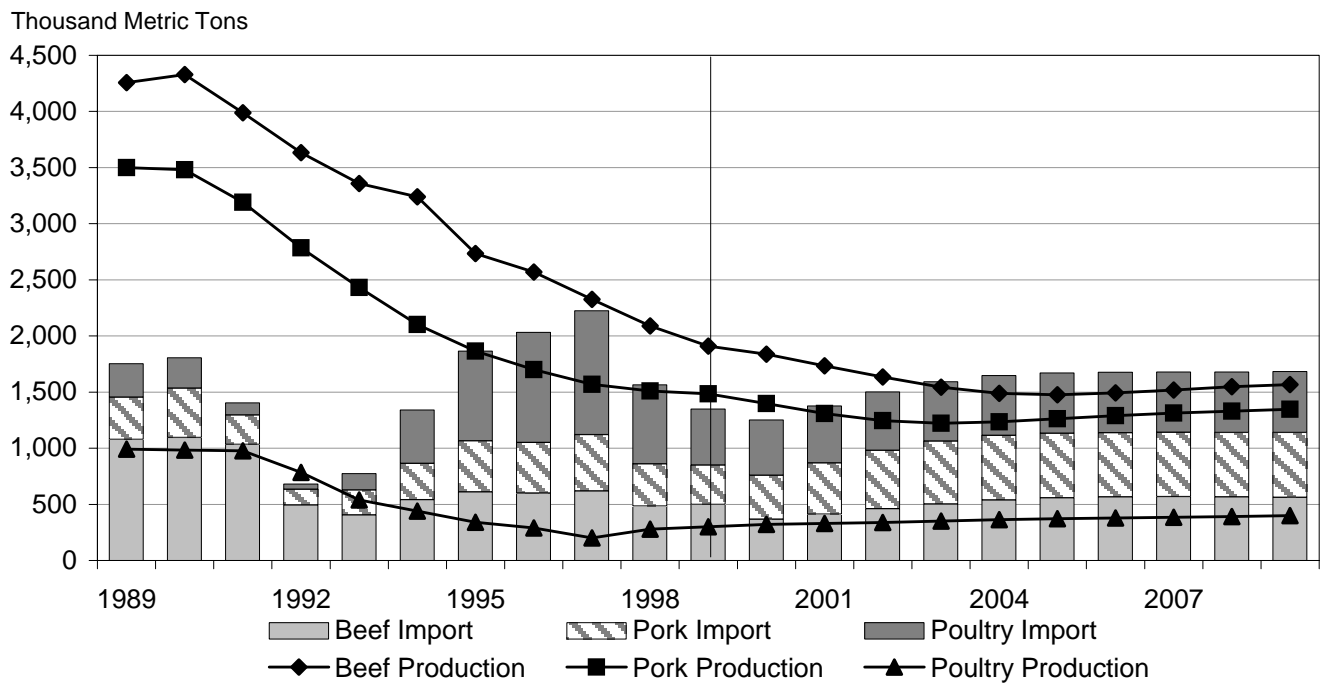 Thousand Metric Tons
4,500
4,000
3,500
3,000
2,500
2,000
1,500
1,000
500
0
1989 1992 1995 1998 2001 2004 2007
Beef Import Pork Import Poultry Import
Beef Production Pork Production Poultry Production